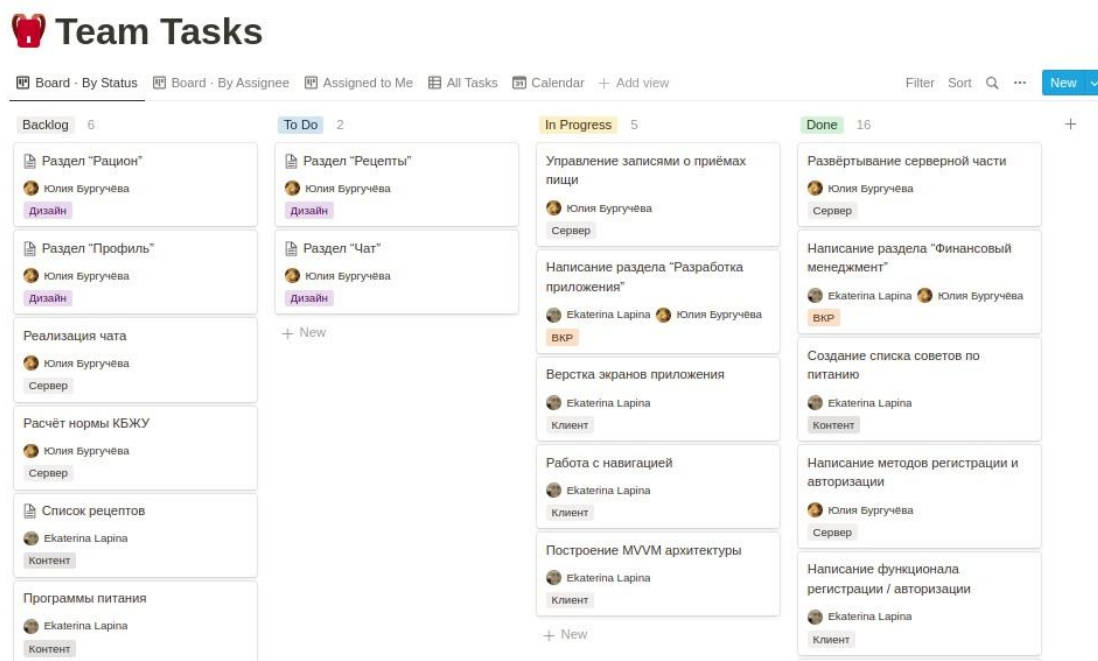 Team Tasks
Board · By Status
Board · By Assignee
Assigned to Me
All Tasks
Calendar
+ Add view
Filter
Sort
New
Backlog 6
Раздел “Рацион”
Юлия Бургучёва
Дизайн
Раздел “Профиль”
Юлия Бургучёва
Дизайн
Реализация чата
Юлия Бургучёва
Сервер
Расчёт нормы КБЖУ
Юлия Бургучёва
Сервер
Список рецептов
Ekaterina Lapina
Контент
Программы питания
Ekaterina Lapina
Контент
To Do 2
Раздел “Рецепты”
Юлия Бургучёва
Дизайн
Раздел “Чат”
Юлия Бургучёва
Дизайн
+ New
In Progress 5
Управление записями о приёмах
пищи
Юлия Бургучёва
Сервер
Написание раздела “Разработка
приложения”
Ekaterina Lapina Юлия Бургучёва
ВКР
Верстка экранов приложения
Ekaterina Lapina
Клиент
Работа с навигацией
Ekaterina Lapina
Клиент
Построение MVVM архитектуры
Ekaterina Lapina
Клиент
+ New
Done 16
Развёртывание серверной части
Юлия Бургучёва
Сервер
Написание раздела “Финансовый
менеджмент”
Ekaterina Lapina Юлия Бургучёва
ВКР
Создание списка советов по
питанию
Ekaterina Lapina
Контент
Написание методов регистрации и
авторизации
Юлия Бургучёва
Сервер
Написание функционала
регистрации / авторизации
Ekaterina Lapina
Клиент